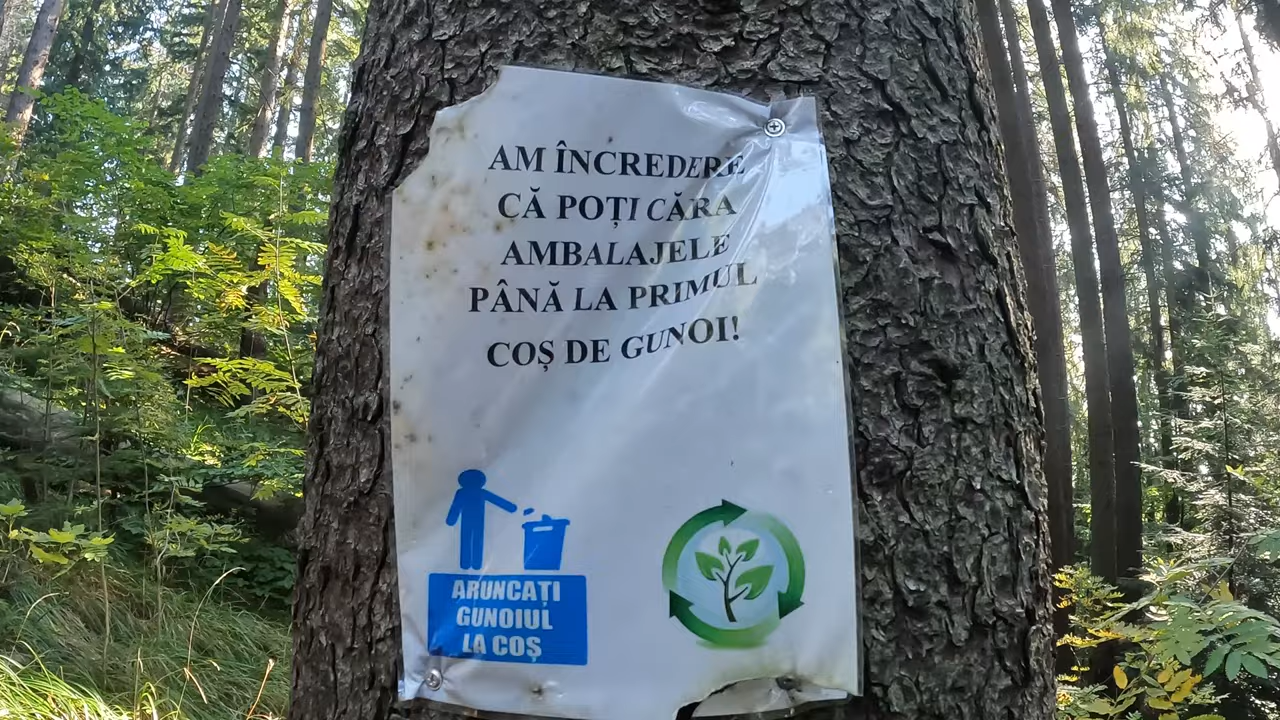 AM ÎNCREDERE
CĂ POȚI CĂRA
AMBALAJELE
PÂNĂ LA PRIMUL
COȘ DE GUNOI!
ARUNCAȚI
GUNOIUL
LA COȘ